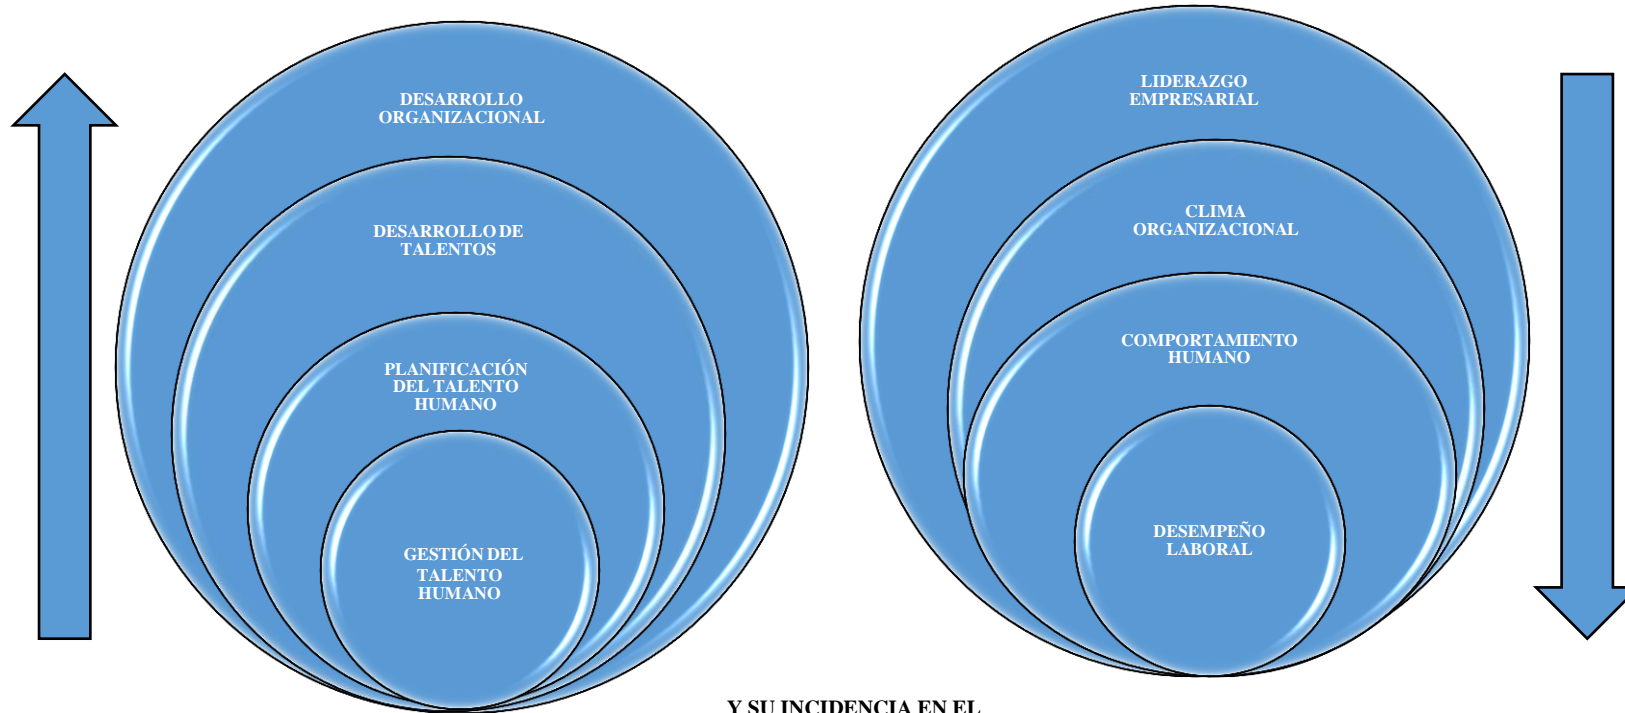 DESARROLLO
ORGANIZACIONAL
DESARROLLO DE
TALENTOS
PLANIFICACIÓN
DEL TALENTO
HUMANO
GESTIÓN DEL
TALENTO
HUMANO
LIDERAZGO
EMPRESARIAL
CLIMA
ORGANIZACIONAL
COMPORTAMIENTO
HUMANO
DESEMPEÑO
LABORAL
Y SU INCIDENCIA EN EL